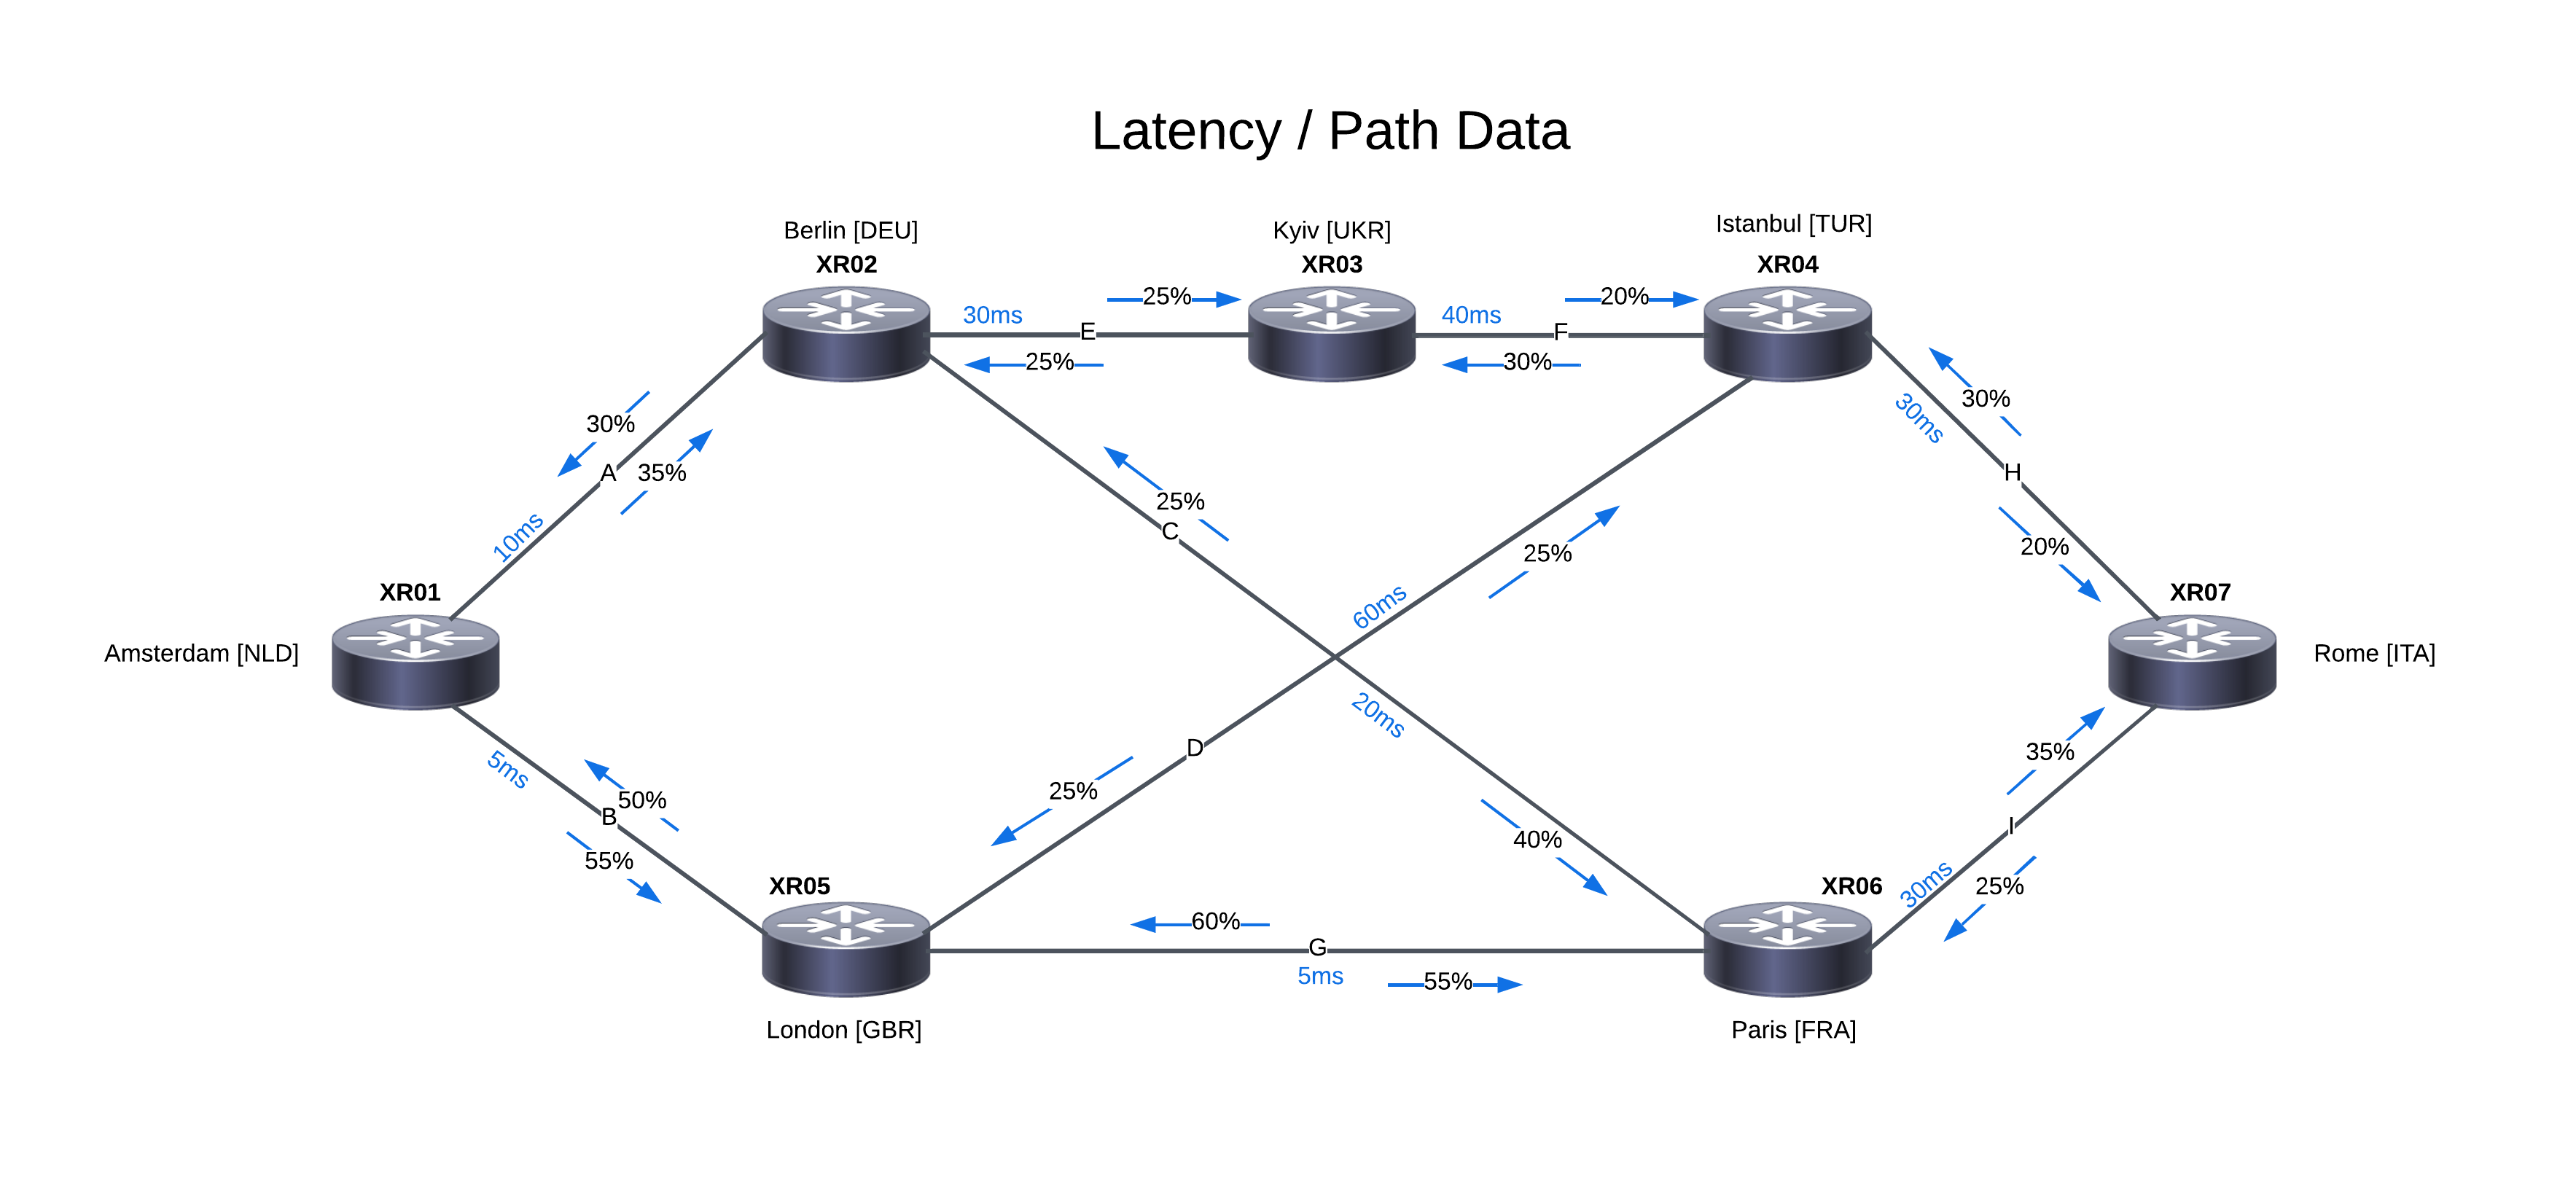 Latency / Path Data
Berlin [DEU]
XR02
Kyiv [UKR]
XR03
Istanbul [TUR]
XR04
30ms
25%
E
25%
40ms
20%
F
30%
30%
A
35%
10ms
25%
C
25%
60ms
20ms
30%
30ms
H
20%
XR01
Amsterdam [NLD]
XR07
Rome [ITA]
5ms
50%
B
55%
D
25%
40%
35%
I
30ms
25%
XR05
60%
G
5ms
55%
XR06
London [GBR]
Paris [FRA]